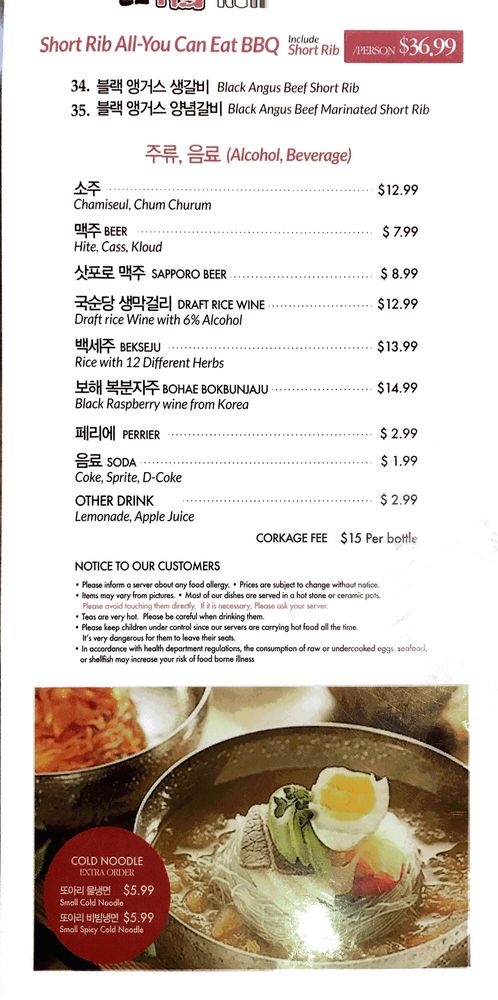 Short Rib All-You Can Eat BBQ Include Short Rib /PERSON $36.99
34. 블랙 앵거스 생갈비 Black Angus Beef Short Rib
35. 블랙 앵거스 양념갈비 Black Angus Beef Marinated Short Rib
주류, 음료 (Alcohol, Beverage)
소주 $12.99
Chamiseul, Chum Churum
맥주 BEER $ 7.99
Hite, Cass, Kloud
삿포로 맥주 SAPPORO BEER $ 8.99
국순당 생막걸리 DRAFT RICE WINE $12.99
Draft rice Wine with 6% Alcohol
백세주 BEKSEJU $13.99
Rice with 12 Different Herbs
보해 복분자주 BOHAE BOKBUNJAJU $14.99
Black Raspberry wine from Korea
페리에 PERRIER $ 2.99
음료 SODA $ 1.99
Coke, Sprite, D-Coke
OTHER DRINK $ 2.99
Lemonade, Apple Juice
CORKAGE FEE $15 Per bottle
NOTICE TO OUR CUSTOMERS
• Please inform a server about any food allergy. • Prices are subject to change without notice.
• Items may vary from pictures. • Most of our dishes are served in a hot stone or ceramic pots.
Please avoid touching them directly. If it is necessary, Please ask your server.
• Teas are very hot. Please be careful when drinking them.
• Please keep children under control since our servers are carrying hot food all the time.
It's very dangerous for them to leave their seats.
• In accordance with health department regulations, the consumption of raw or undercooked eggs, seafood,
or shellfish may increase your risk of food borne illness
COLD NOODLE
EXTRA ORDER
또아리 물냉면 $5.99
Small Cold Noodle
또아리 비빔냉면 $5.99
Small Spicy Cold Noodle